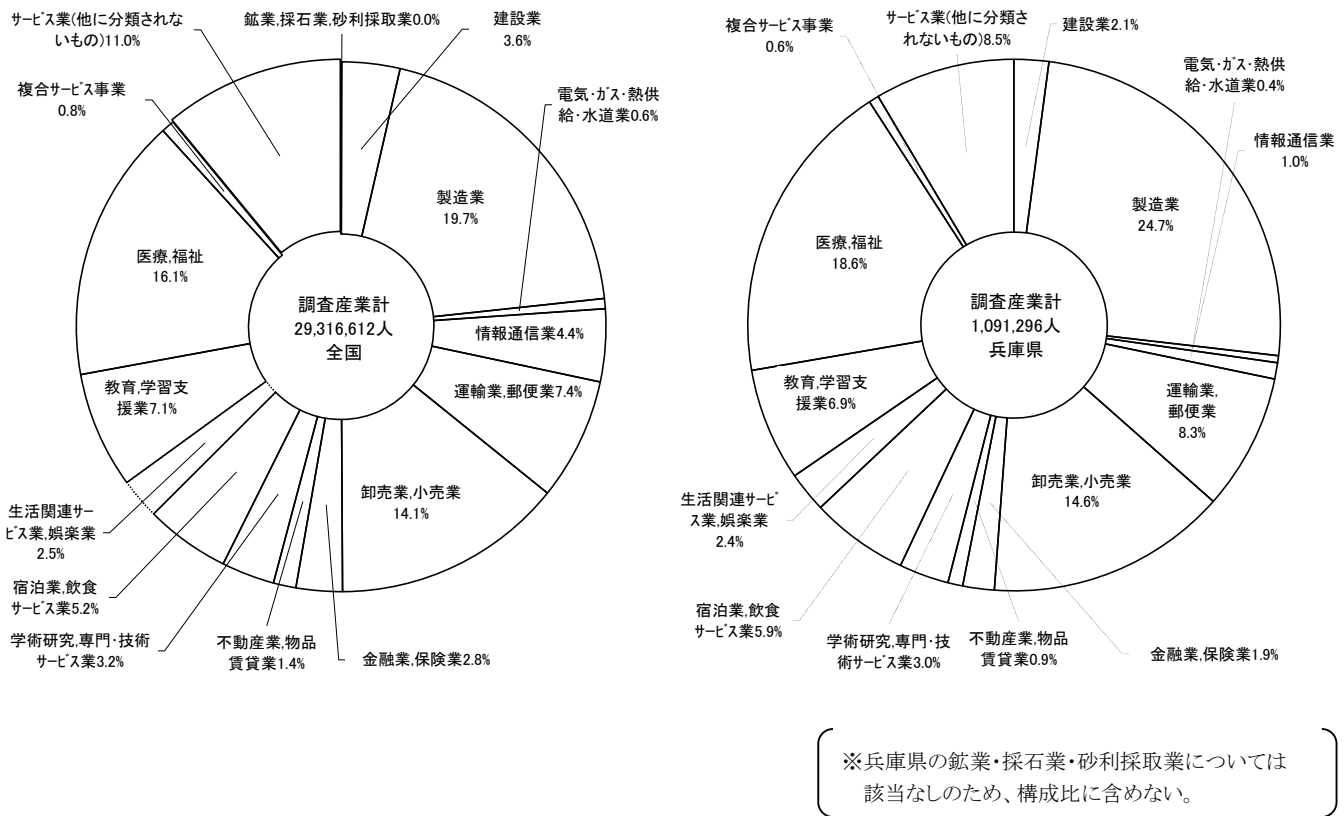 サービス業(他に分類されな
いもの)11.0%
鉱業,採石業,砂利採取業0.0%
建設業
3.6%
複合サービス事業
0.8%
電気・ガス・熱供
給・水道業0.6%
製造業
19.7%
医療,福祉
16.1%
調査産業計
29,316,612人
全国
情報通信業4.4%
運輸業,郵便業7.4%
教育,学習支
援業7.1%
卸売業,小売業
14.1%
生活関連サー
ビス業,娯楽業
2.5%
宿泊業,飲食
サービス業5.2%
学術研究,専門・技術
サービス業3.2%
不動産業,物品
賃貸業1.4%
金融業,保険業2.8%
複合サービス事業
0.6%
サービス業(他に分類さ
れないもの)8.5%
建設業2.1%
電気・ガス・熱供
給・水道業0.4%
情報通信業
1.0%
製造業
24.7%
医療,福祉
18.6%
調査産業計
1,091,296人
兵庫県
運輸業,
郵便業
8.3%
教育,学習支
援業6.9%
卸売業,小売業
14.6%
生活関連サービ
ス業,娯楽業
2.4%
宿泊業,飲食
サービス業5.9%
学術研究,専門・技
術サービス業3.0%
不動産業,物品
賃貸業0.9%
金融業,保険業1.9%
※兵庫県の鉱業・採石業・砂利採取業については
該当なしのため、構成比に含めない。